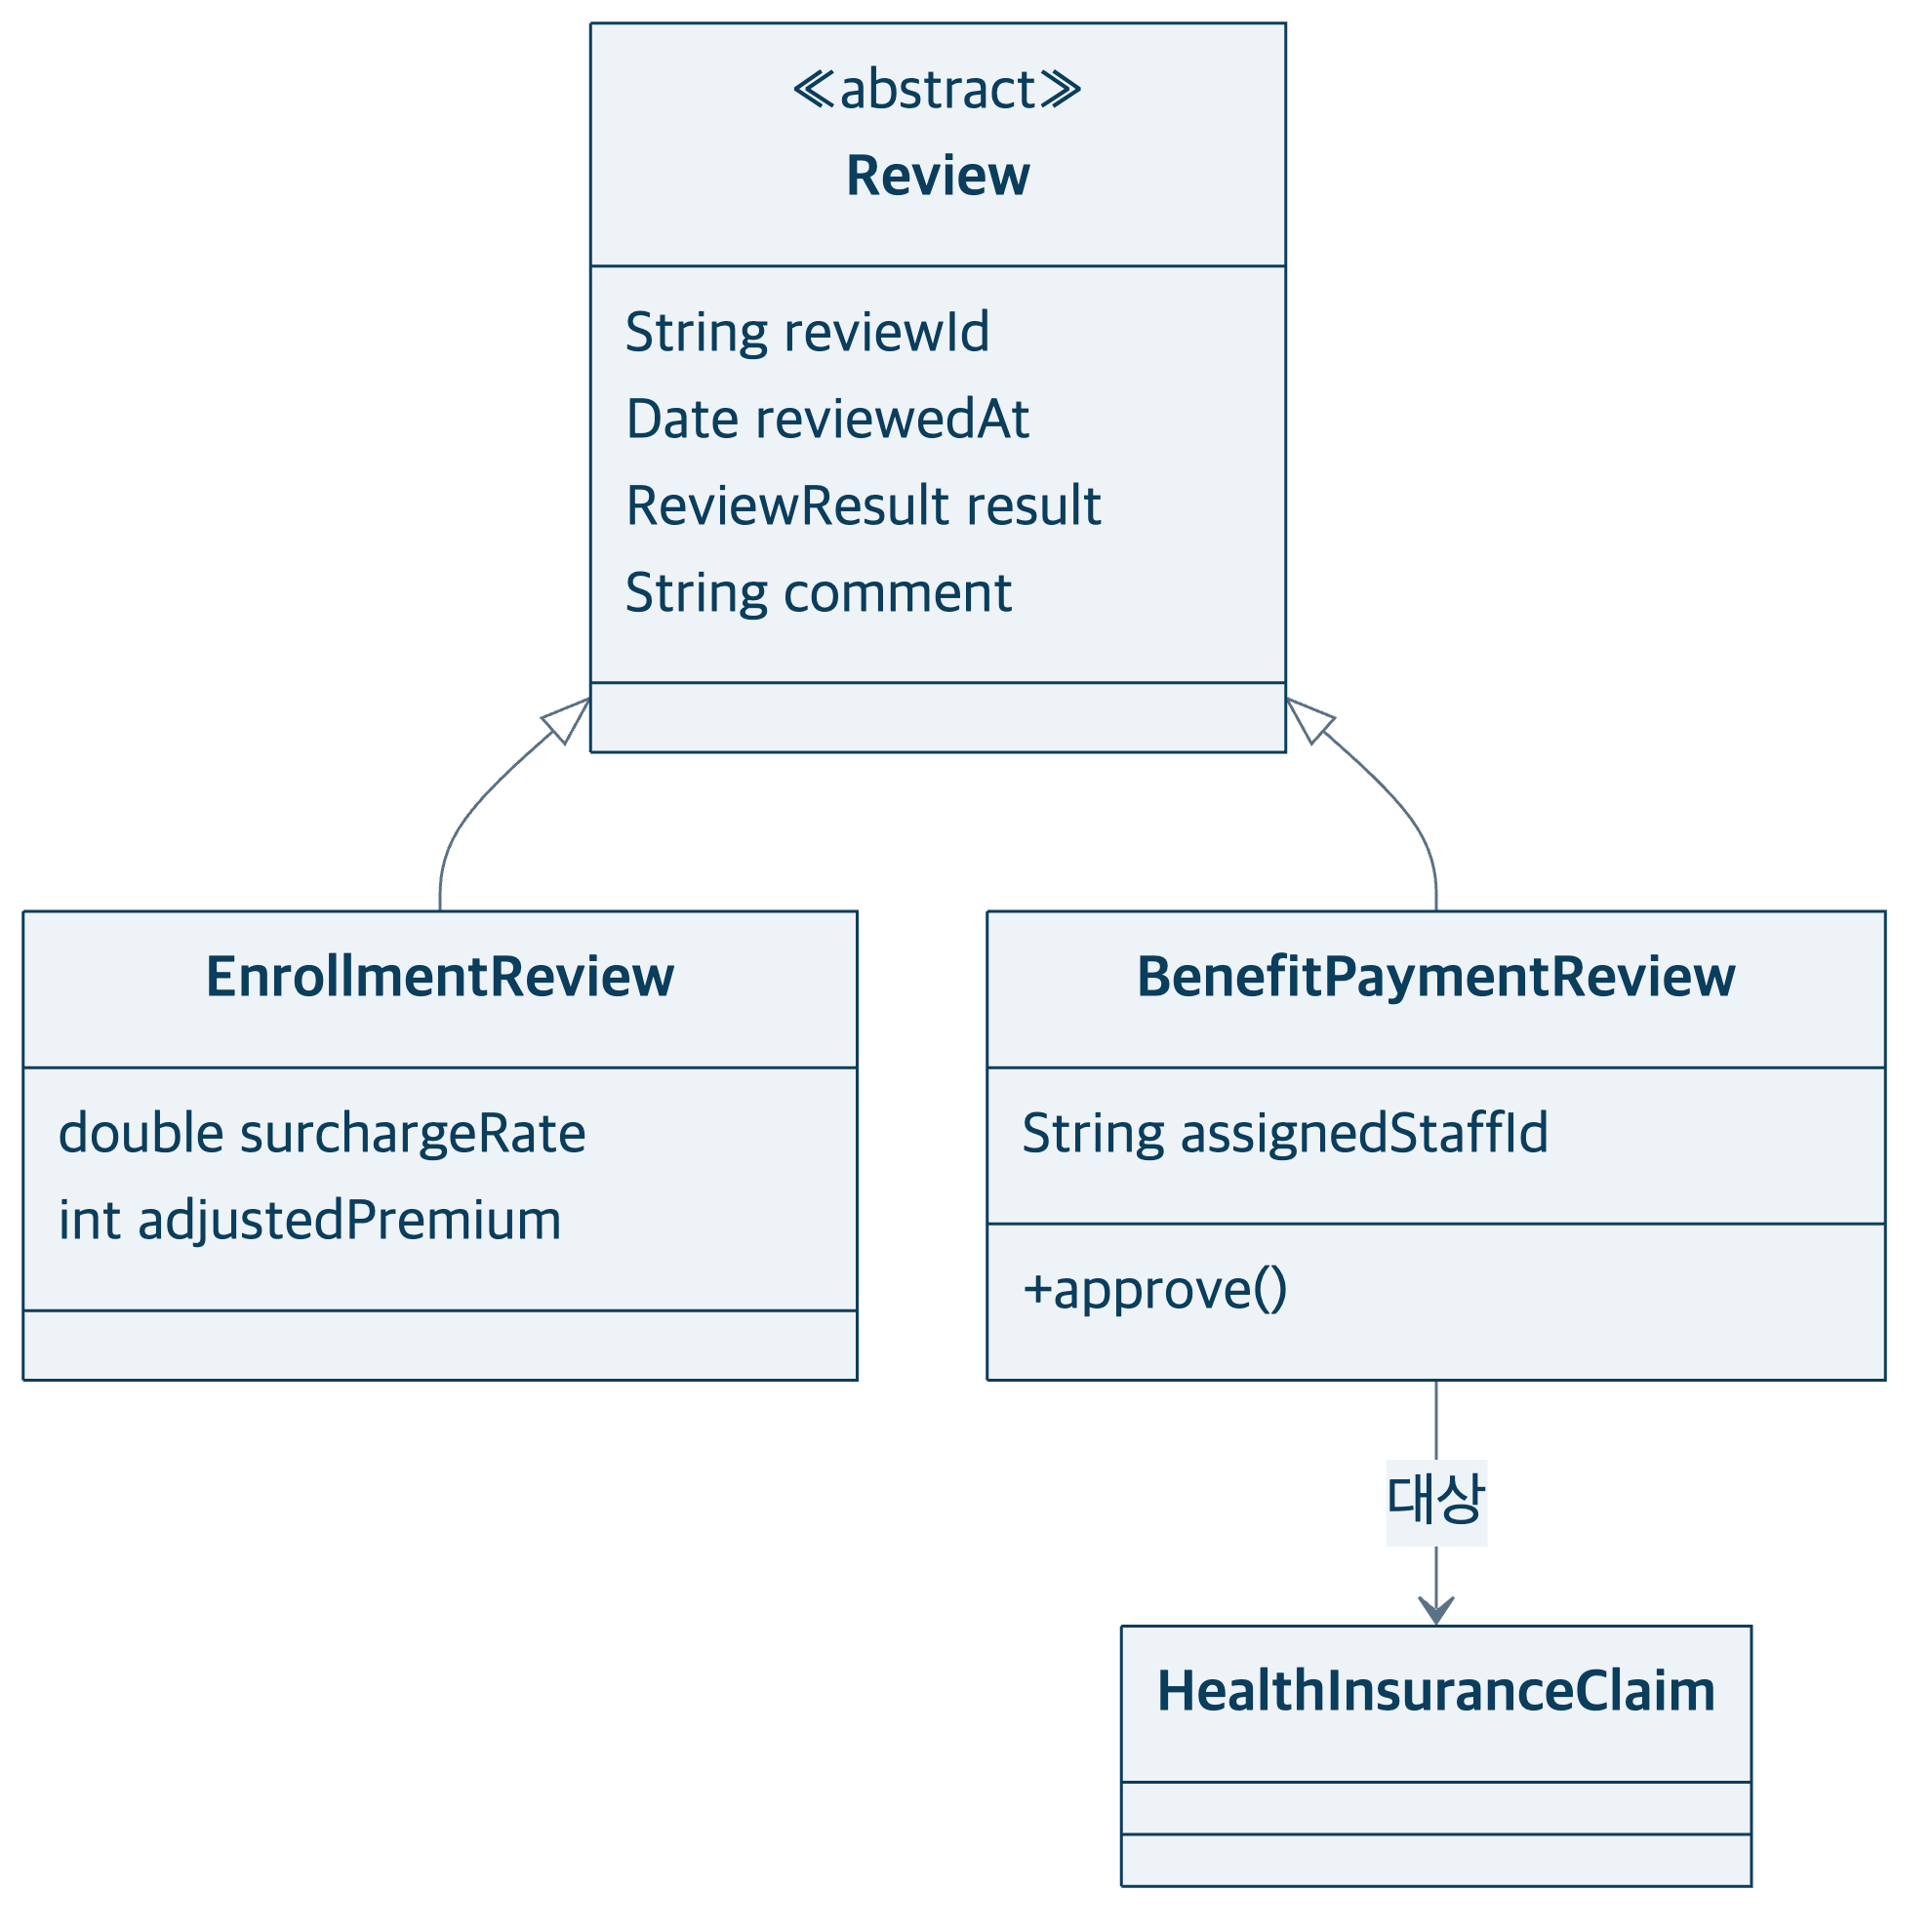 ≪abstract≫
Review
String reviewId
Date reviewedAt
ReviewResult result
String comment
EnrollmentReview
double surchargeRate
int adjustedPremium
BenefitPaymentReview
String assignedStaffId
+approve()
대상
HealthInsuranceClaim